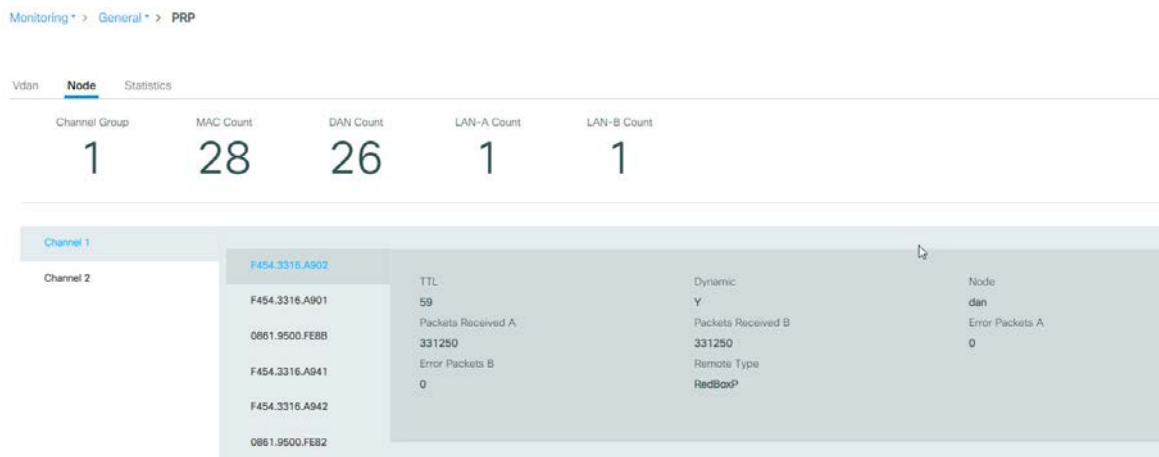 Monitoring > General > PRP
Vdan Node Statistics
Channel Group MAC Count DAN Count LAN-A Count LAN-B Count
1 28 26 1 1
Channel 1
Channel 2
F454.3316.A902
F454.3316.A901
0861.9500.FE8B
F454.3316.A941
F454.3316.A942
0861.9500.FE82
TTL Dynamic Node
59 Y dan
Packets Received A Packets Received B Error Packets A
331250 331250 0
Error Packets B Remote Type
0 RedBoxP